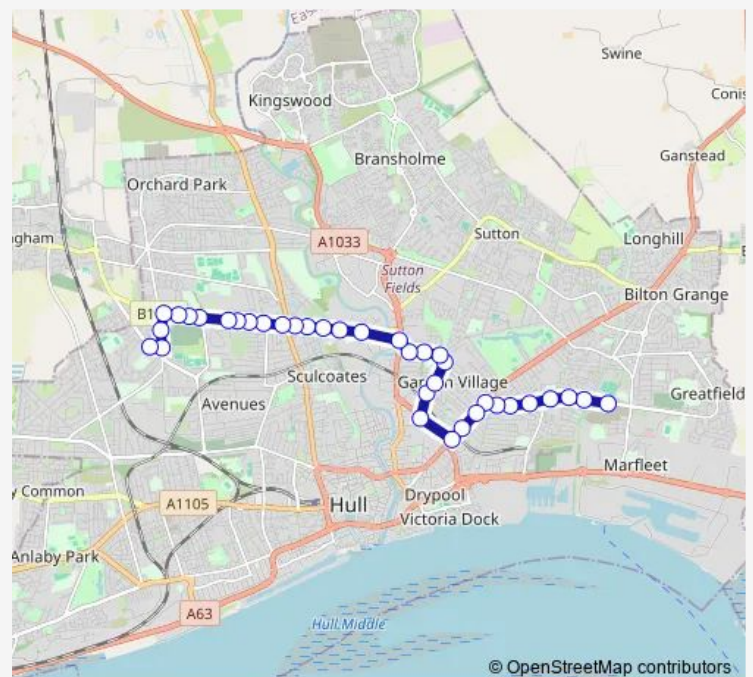 Swine
Kingswood
Conis
Bransholme
Ganstead
Orchard Park
Sutton
Longhill
A1033
gham
Sutton
Fields
Bilton Grange
B1
Sculcoates
Village
Greatfield
Avenues
Marfleet
y Common
A1105
Hull
Drypool
Victoria Dock
Anlaby Park
A63
Hull Middle
© OpenStreetMap contributors